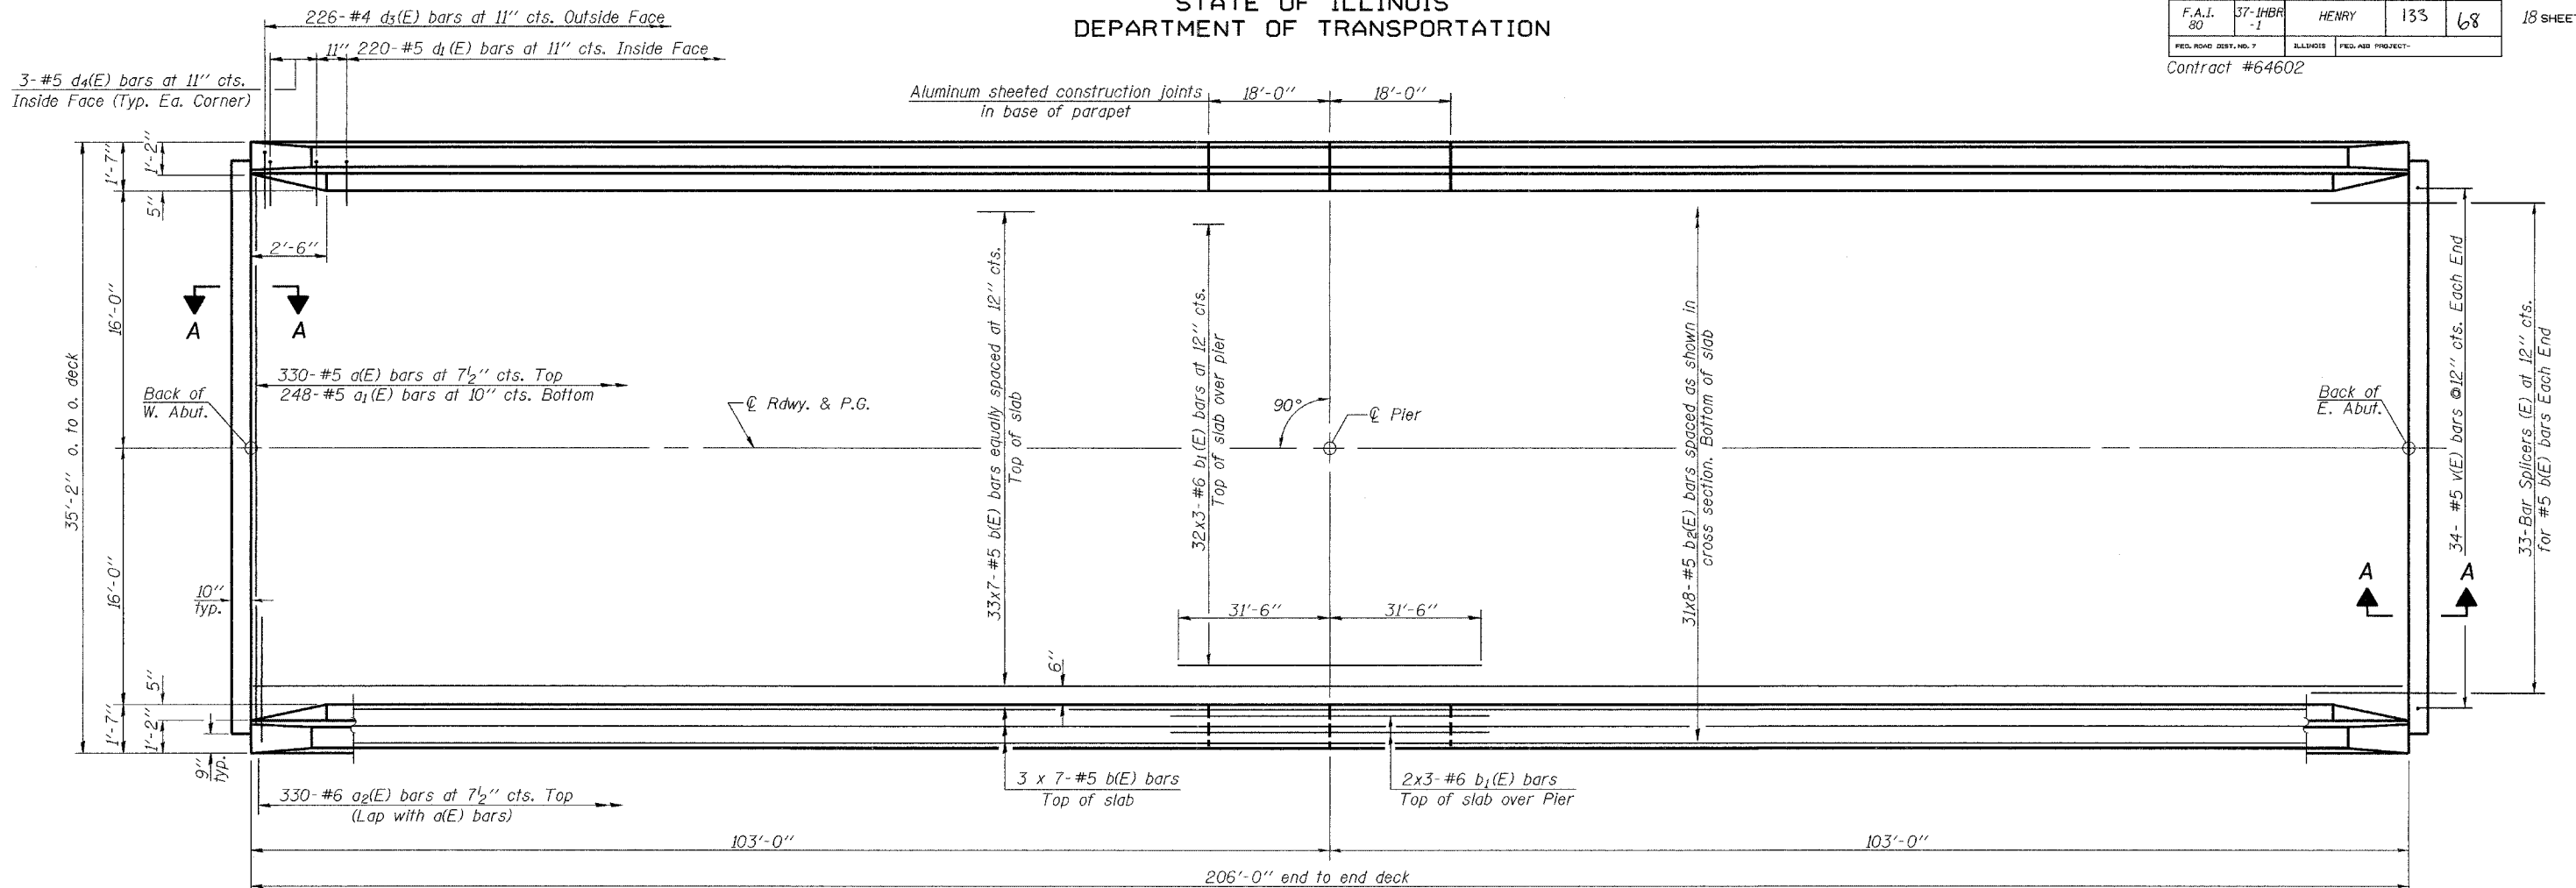 STATE OF ILLINOIS
DEPARTMENT OF TRANSPORTATION
F.A.I. 80
37-1HBR -1
HENRY
133
68
18 SHEET
FED. ROAD DIST. NO. 7
ILLINOIS
FED. AID PROJECT-
Contract #64602
226-#4 d3(E) bars at 11" cts. Outside Face
11"
220-#5 d1(E) bars at 11" cts. Inside Face
3-#5 d4(E) bars at 11" cts.
Inside Face (Typ. Ea. Corner)
Aluminum sheeted construction joints
in base of parapet
18'-0"
18'-0"
1'-7"
1'-2"
5"
2'-6"
16'-0"
A
A
35'-2" o. to o. deck
330-#5 a(E) bars at 7½" cts. Top
248-#5 a1(E) bars at 10" cts. Bottom
Back of
W. Abut.
℄ Rdwy. & P.G.
90°
℄ Pier
33x7-#5 b(E) bars equally spaced at 12" cts.
Top of slab
32x3-#6 b1(E) bars at 12" cts.
Top of slab over pier
31x8-#5 b2(E) bars spaced as shown in
cross section. Bottom of slab
Back of
E. Abut.
34- #5 v(E) bars @12" cts. Each End
33-Bar Splicers (E) at 12" cts.
for #5 b(E) bars Each End
16'-0"
10"
typ.
31'-6"
31'-6"
A
A
6"
5"
1'-7"
1'-2"
9"
typ.
3 x 7-#5 b(E) bars
Top of slab
2x3-#6 b1(E) bars
Top of slab over Pier
330-#6 a2(E) bars at 7½" cts. Top
(Lap with a(E) bars)
103'-0"
103'-0"
206'-0" end to end deck